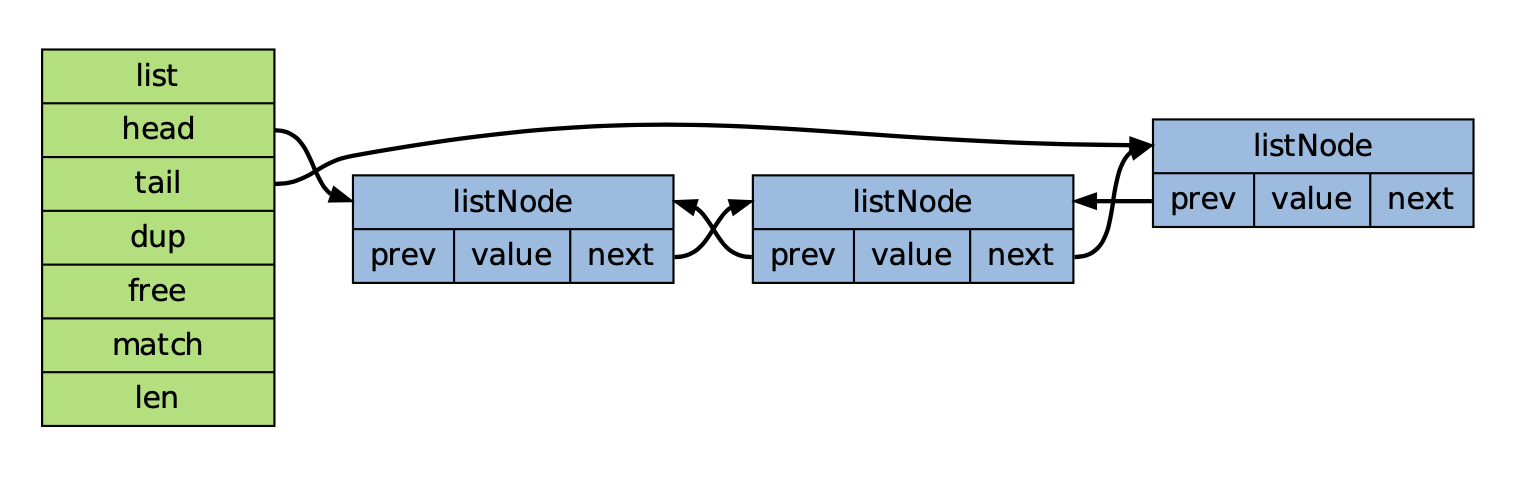 list
head
tail
dup
free
match
len
listNode
prev value next
listNode
prev value next
listNode
prev value next